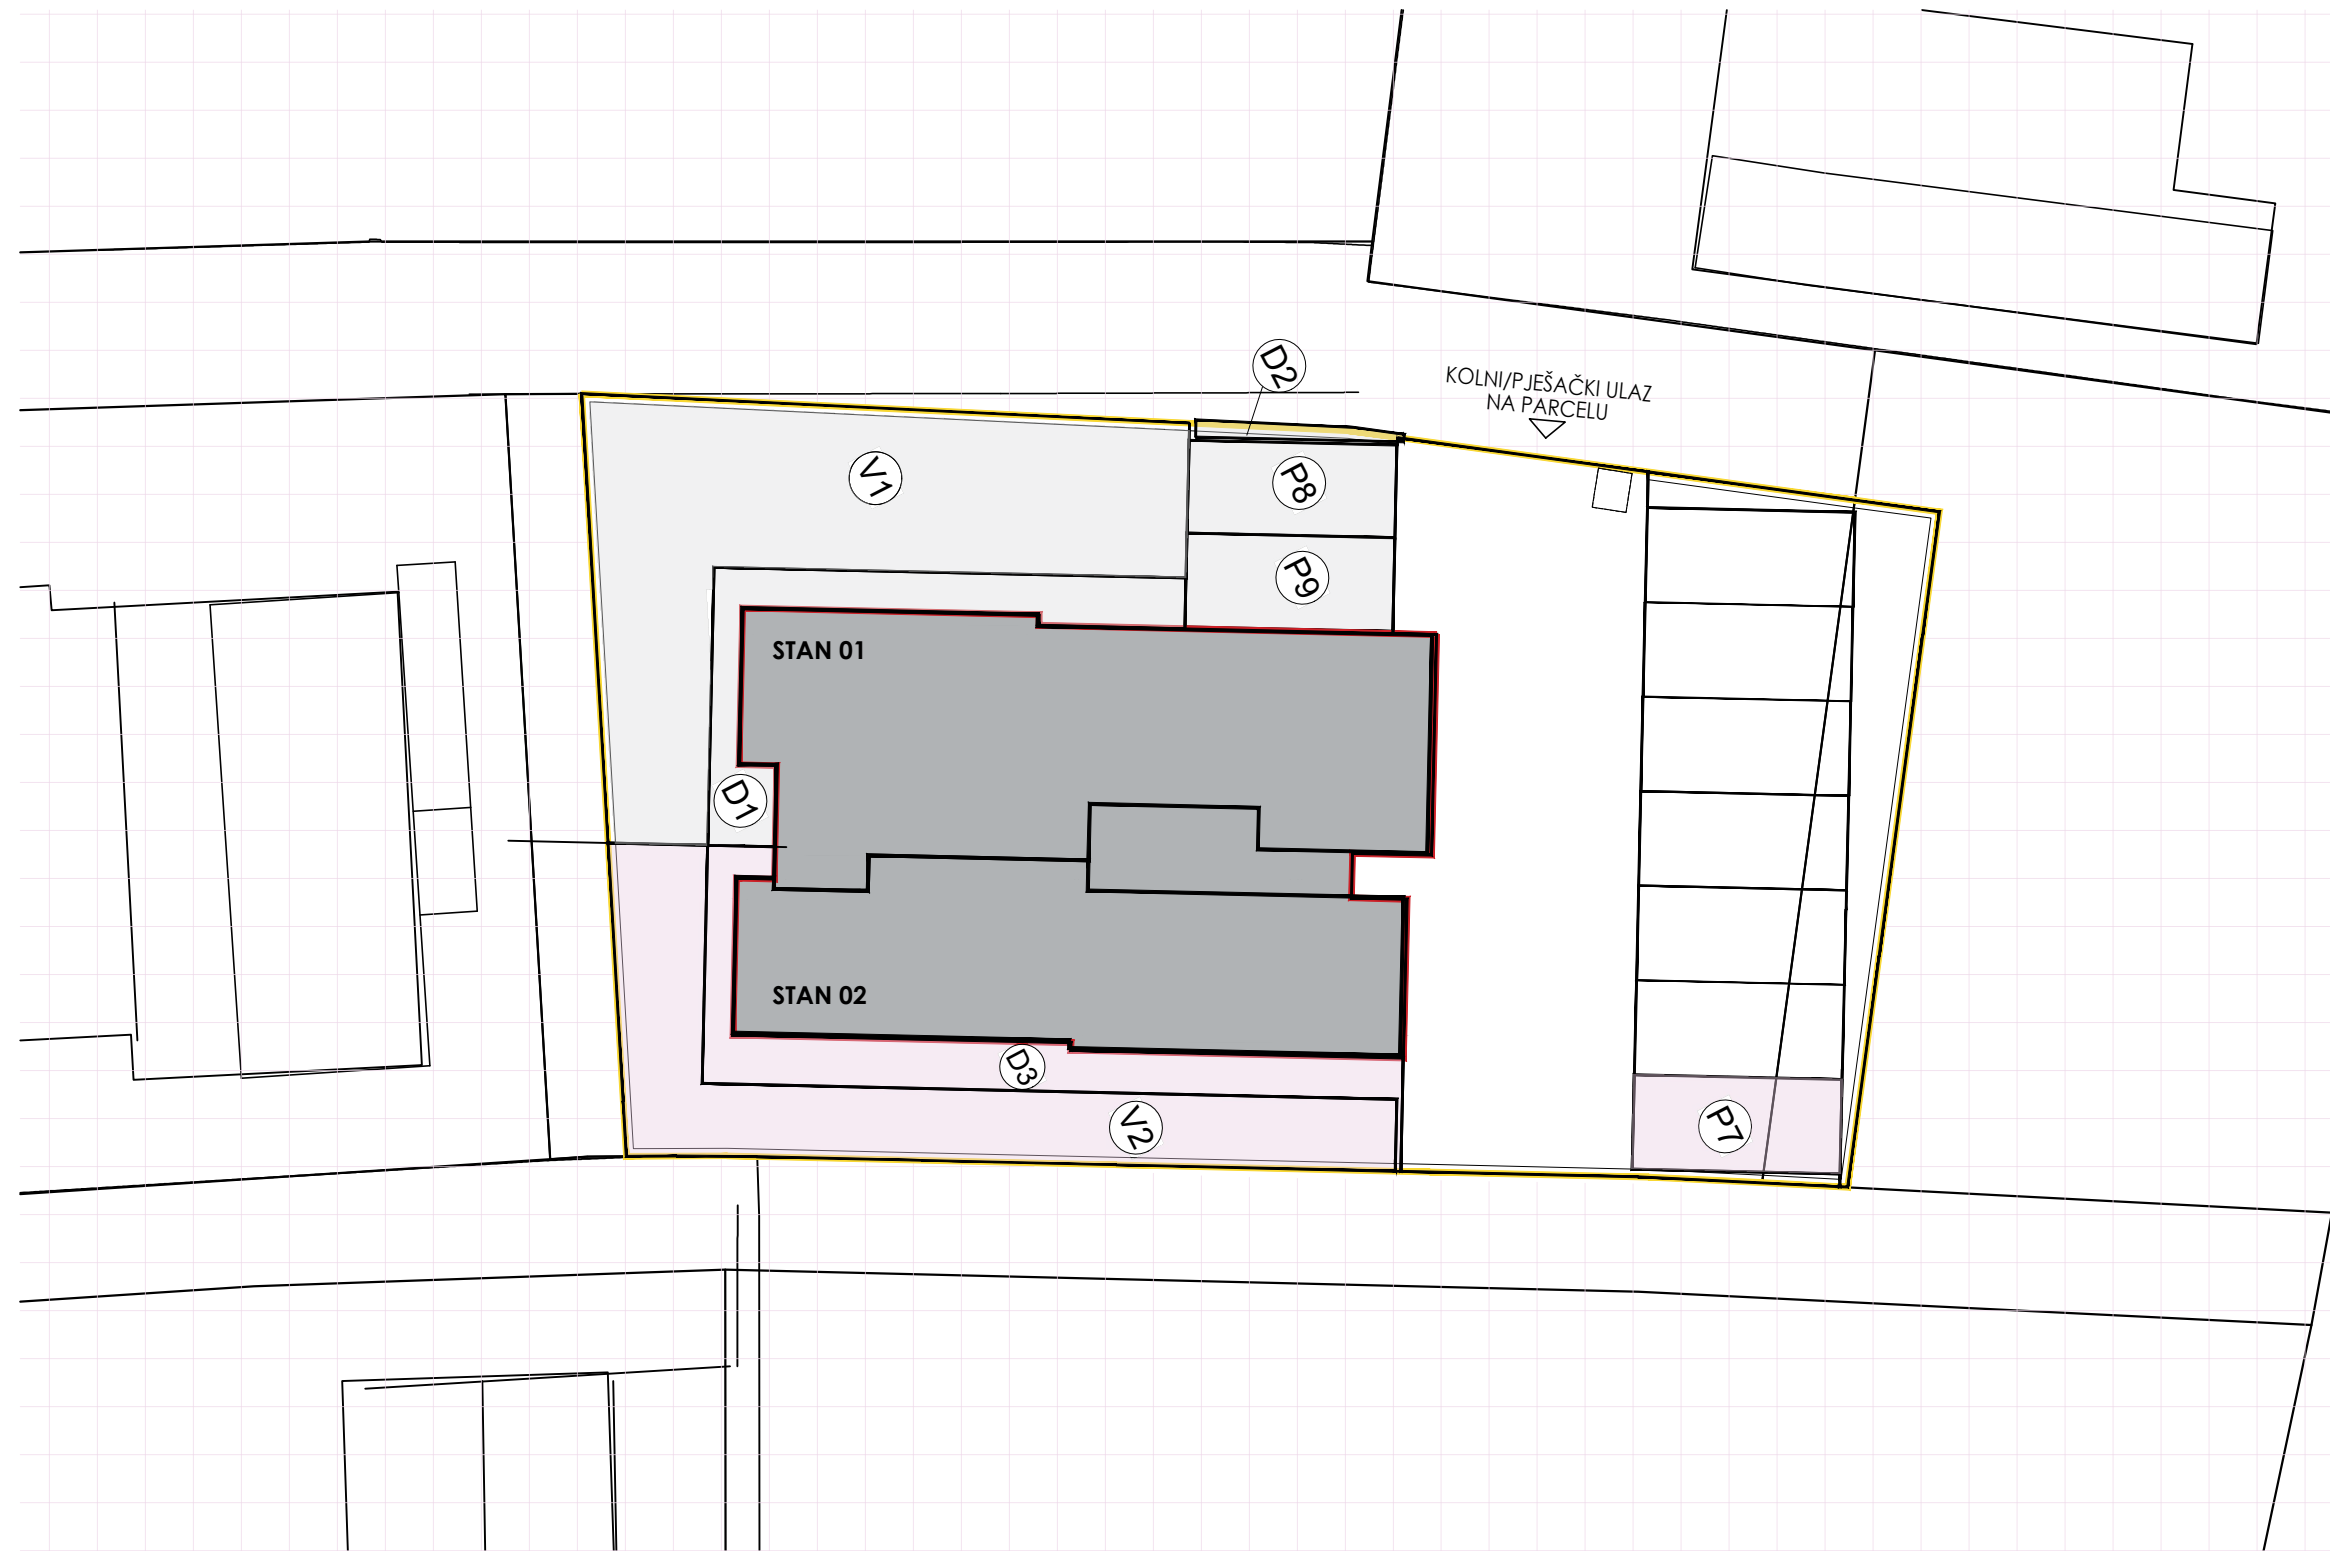 D2
KOLNI/PJEŠAČKI ULAZ
NA PARCELU
V1
P8
P9
STAN 01
D1
STAN 02
D3
V2
P7